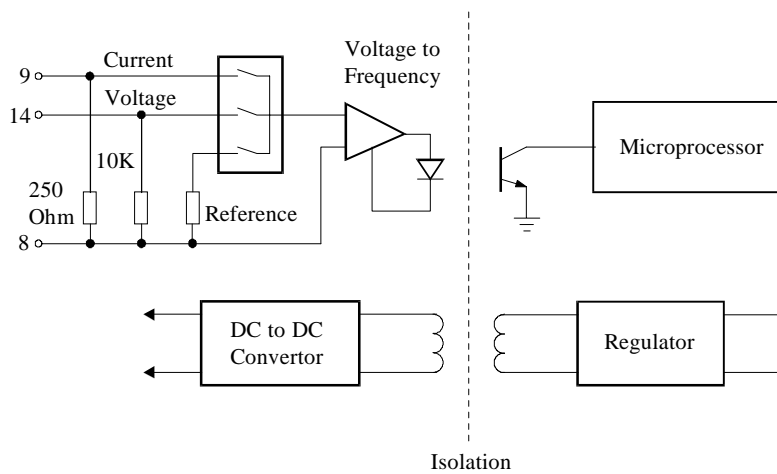 Voltage to
Frequency
9
Current
14
Voltage
10K
250
Ohm
Reference
8
Microprocessor
DC to DC
Convertor
Regulator
Isolation